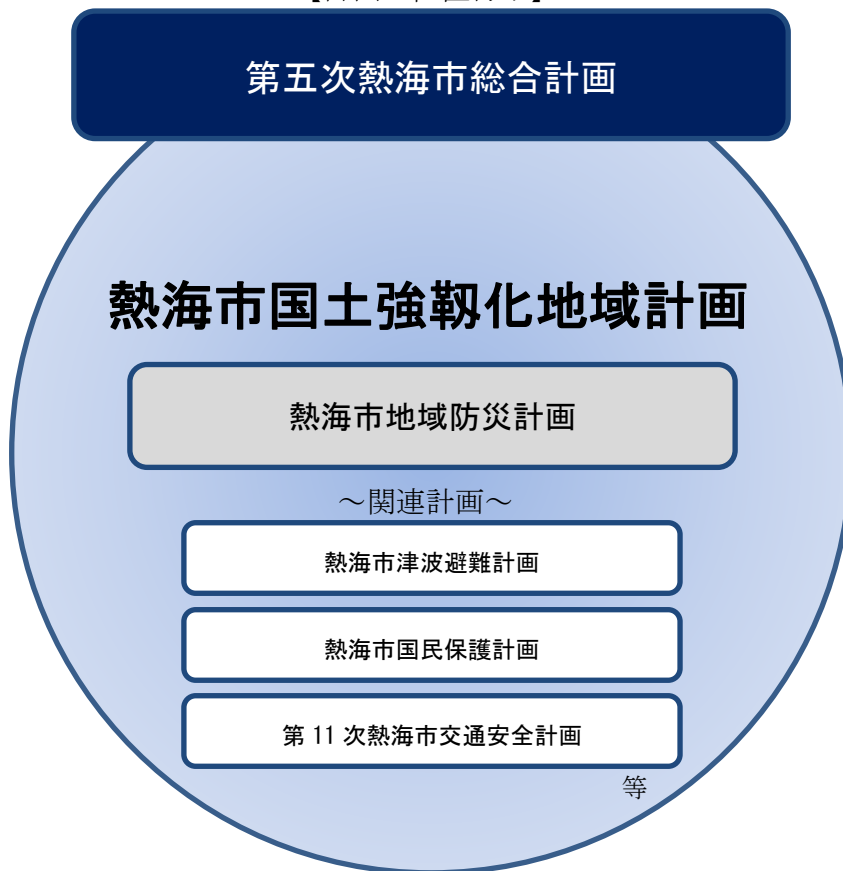 第五次熱海市総合計画
熱海市国土強靱化地域計画
熱海市地域防災計画
～関連計画～
熱海市津波避難計画
熱海市国民保護計画
第 11 次熱海市交通安全計画
等